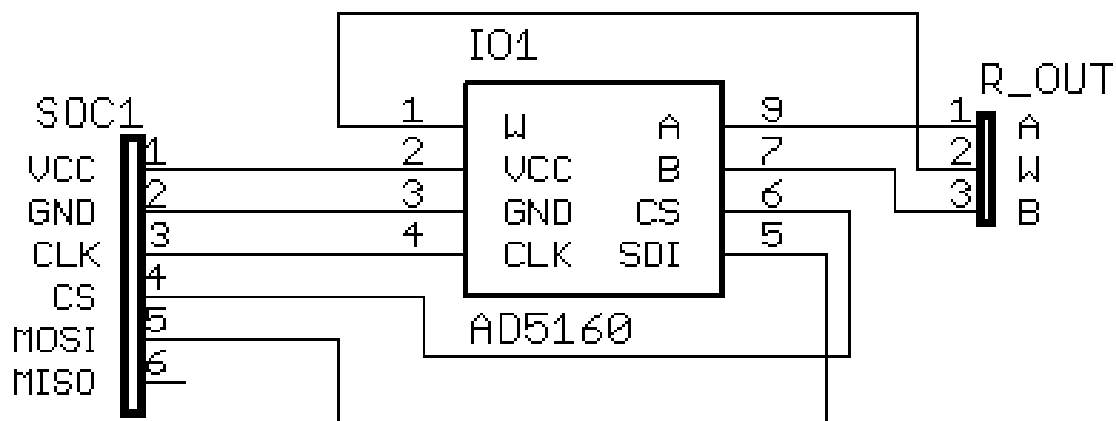 IO1
R_OUT
SDC1
1 W A 9 1 A
1 VCC 2 VCC B 7 2 W
2 GND 3 GND CS 6 3 B
3 CLK 4 CLK SDI 5
4 CS
5 MOSI AD5160
6 MISO